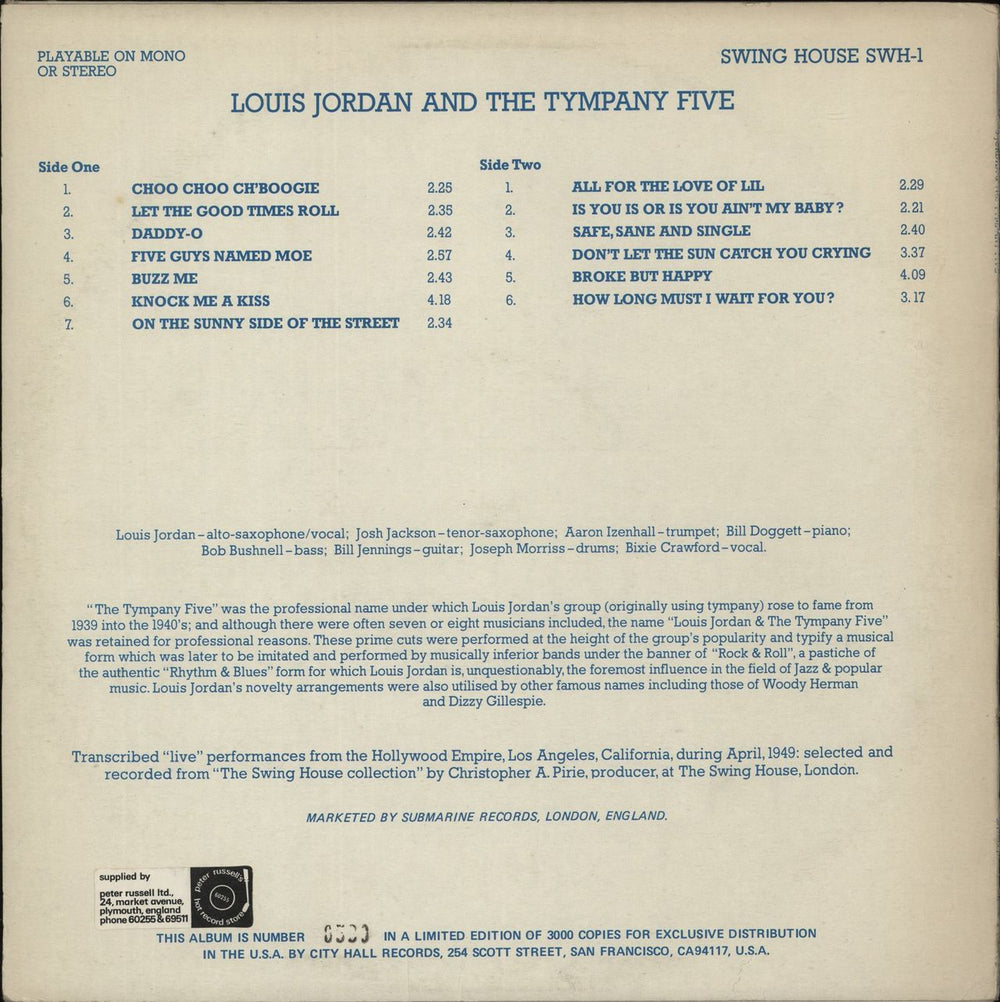 PLAYABLE ON MONO
OR STEREO
SWING HOUSE SWH-1
LOUIS JORDAN AND THE TYMPANY FIVE
Side One
1. CHOO CHOO CH'BOOGIE 2.25
2. LET THE GOOD TIMES ROLL 2.35
3. DADDY-O 2.42
4. FIVE GUYS NAMED MOE 2.57
5. BUZZ ME 2.43
6. KNOCK ME A KISS 4.18
7. ON THE SUNNY SIDE OF THE STREET 2.34
Side Two
1. ALL FOR THE LOVE OF LIL 2.29
2. IS YOU IS OR IS YOU AIN'T MY BABY? 2.21
3. SAFE, SANE AND SINGLE 2.40
4. DON'T LET THE SUN CATCH YOU CRYING 3.37
5. BROKE BUT HAPPY 4.09
6. HOW LONG MUST I WAIT FOR YOU? 3.17
Louis Jordan – alto-saxophone/vocal; Josh Jackson – tenor-saxophone; Aaron Izenhall – trumpet; Bill Doggett – piano;
Bob Bushnell – bass; Bill Jennings – guitar; Joseph Morriss – drums; Bixie Crawford – vocal.
"The Tympany Five" was the professional name under which Louis Jordan's group (originally using tympany) rose to fame from
1939 into the 1940's; and although there were often seven or eight musicians included, the name "Louis Jordan & The Tympany Five"
was retained for professional reasons. These prime cuts were performed at the height of the group's popularity and typify a musical
form which was later to be imitated and performed by musically inferior bands under the banner of "Rock & Roll", a pastiche of
the authentic "Rhythm & Blues" form for which Louis Jordan is, unquestionably, the foremost influence in the field of Jazz & popular
music. Louis Jordan's novelty arrangements were also utilised by other famous names including those of Woody Herman
and Dizzy Gillespie.
Transcribed "live" performances from the Hollywood Empire, Los Angeles, California, during April, 1949: selected and
recorded from "The Swing House collection" by Christopher A. Pirie, producer, at The Swing House, London.
MARKETED BY SUBMARINE RECORDS, LONDON, ENGLAND.
supplied by
peter russell ltd.,
24, market avenue,
plymouth, england
phone 60255 & 69511
peter russell's
hot record store
60255
THIS ALBUM IS NUMBER IN A LIMITED EDITION OF 3000 COPIES FOR EXCLUSIVE DISTRIBUTION
IN THE U.S.A. BY CITY HALL RECORDS, 254 SCOTT STREET, SAN FRANCISCO, CA94117, U.S.A.